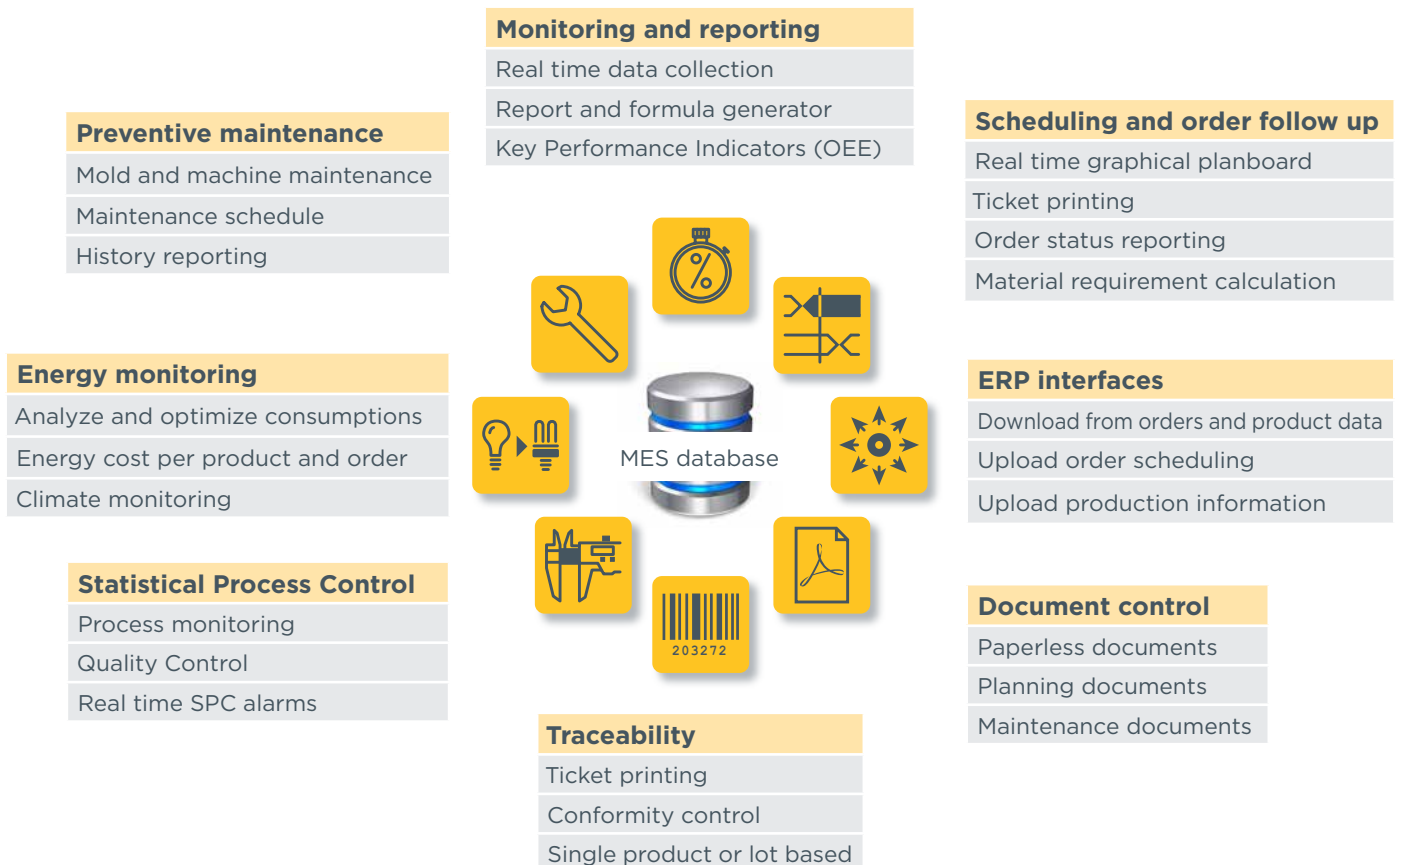 Monitoring and reporting
Real time data collection
Report and formula generator
Key Performance Indicators (OEE)
Preventive maintenance
Mold and machine maintenance
Maintenance schedule
History reporting
Scheduling and order follow up
Real time graphical planboard
Ticket printing
Order status reporting
Material requirement calculation
Energy monitoring
Analyze and optimize consumptions
Energy cost per product and order
Climate monitoring
MES database
ERP interfaces
Download from orders and product data
Upload order scheduling
Upload production information
Statistical Process Control
Process monitoring
Quality Control
Real time SPC alarms
203272
Document control
Paperless documents
Planning documents
Maintenance documents
Traceability
Ticket printing
Conformity control
Single product or lot based